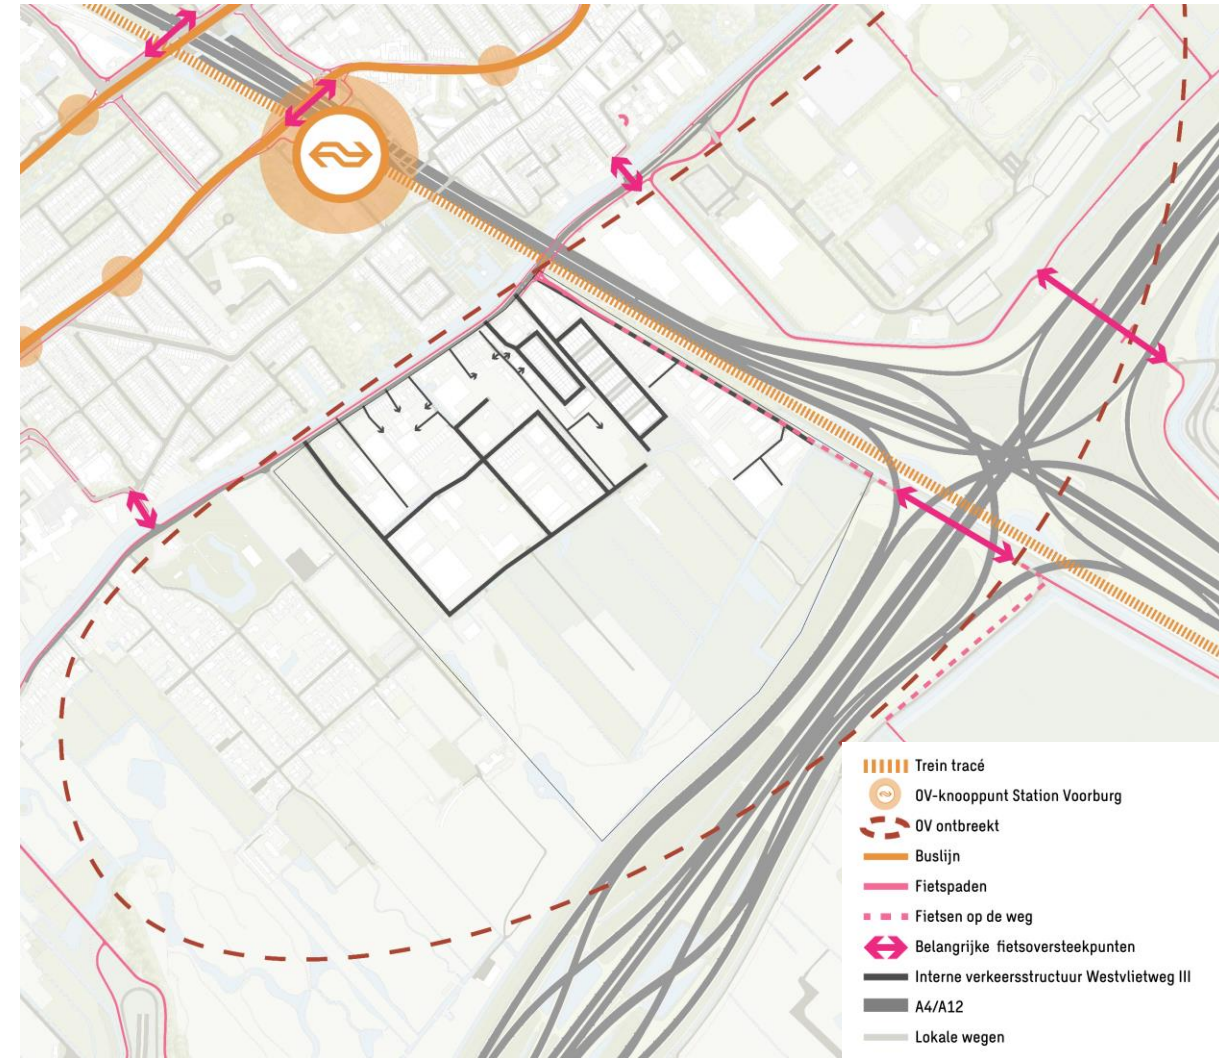 Trein tracé
OV-knooppunt Station Voorburg
OV ontbreekt
Buslijn
Fietspaden
Fietsen op de weg
Belangrijke fietsoversteekpunten
Interne verkeersstructuur Westvlietweg III
A4/A12
Lokale wegen